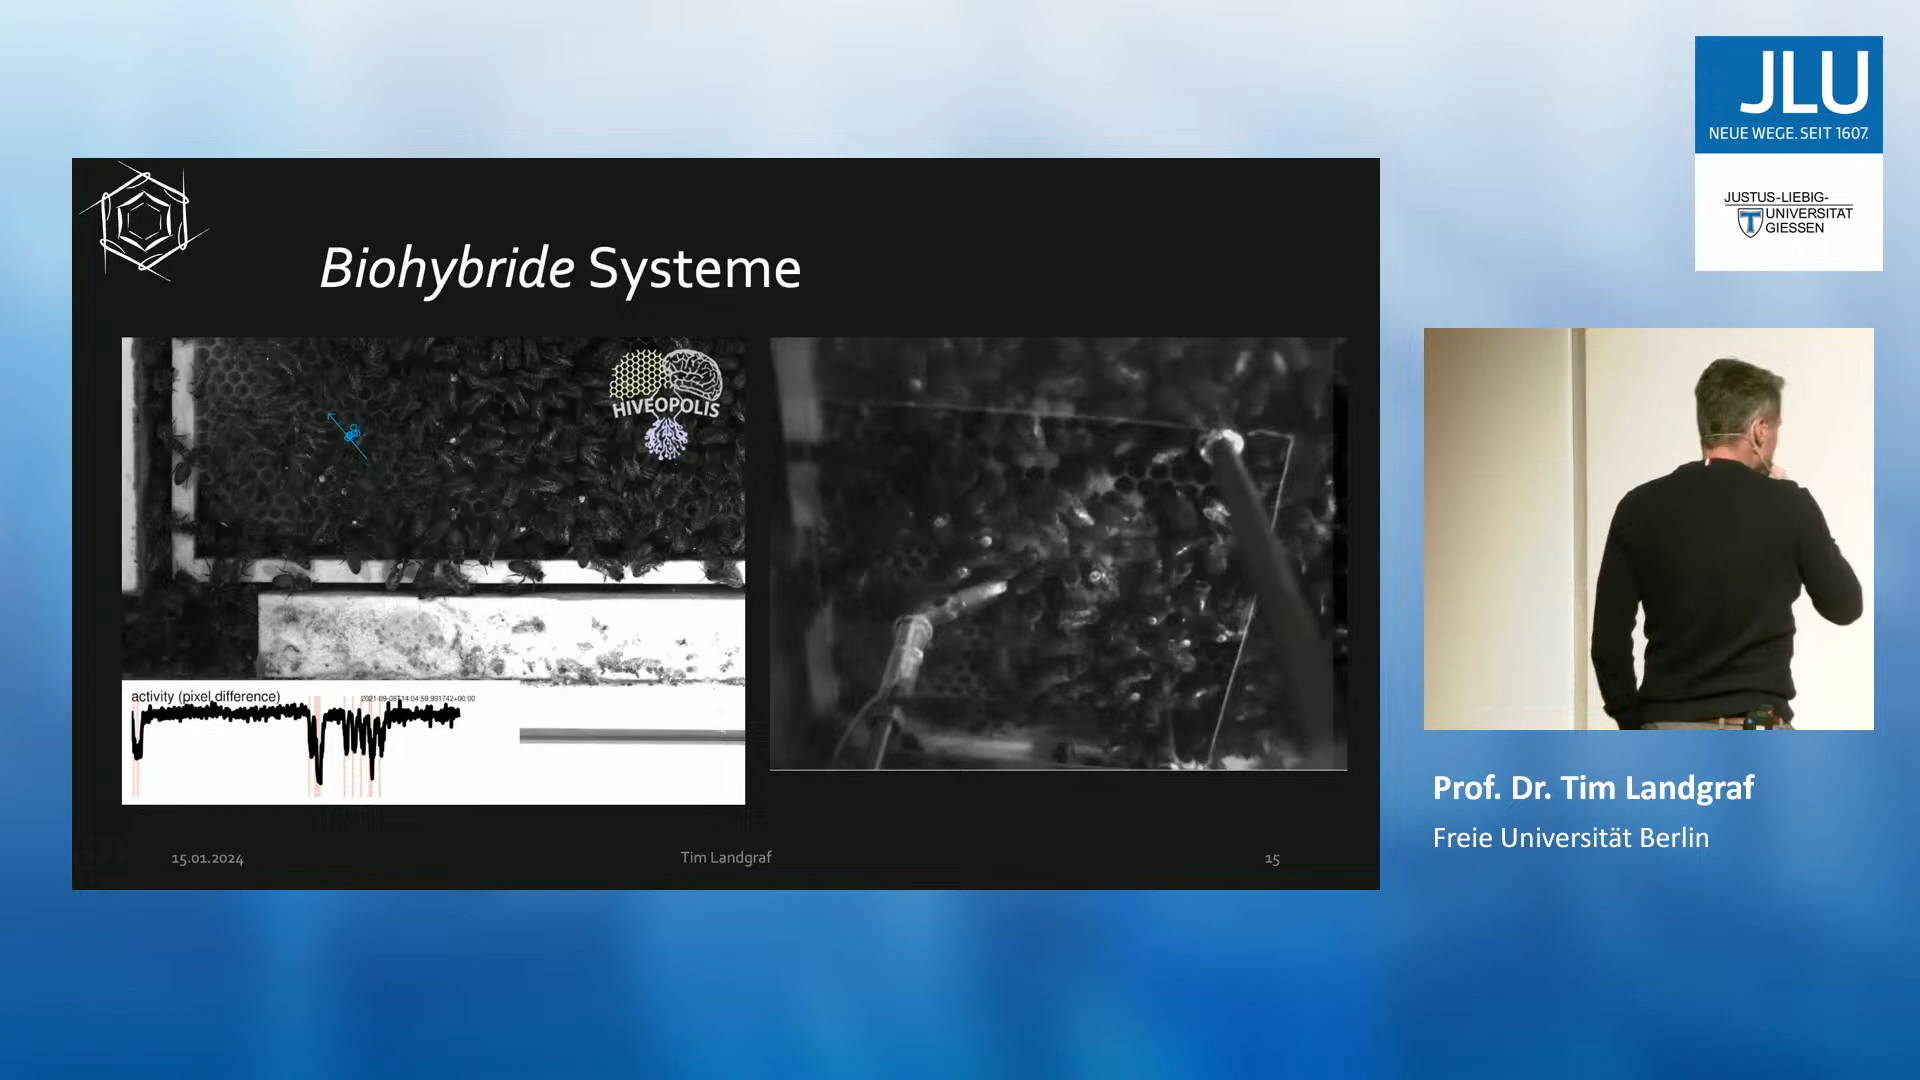 JLU
NEUE WEGE. SEIT 1607.
JUSTUS-LIEBIG-
UNIVERSITÄT
GIESSEN
Biohybride Systeme
HIVEOPOLIS
activity (pixel difference)
2021-09-08T14:04:59.991742+00:00
15.01.2024
Tim Landgraf
15
Prof. Dr. Tim Landgraf
Freie Universität Berlin